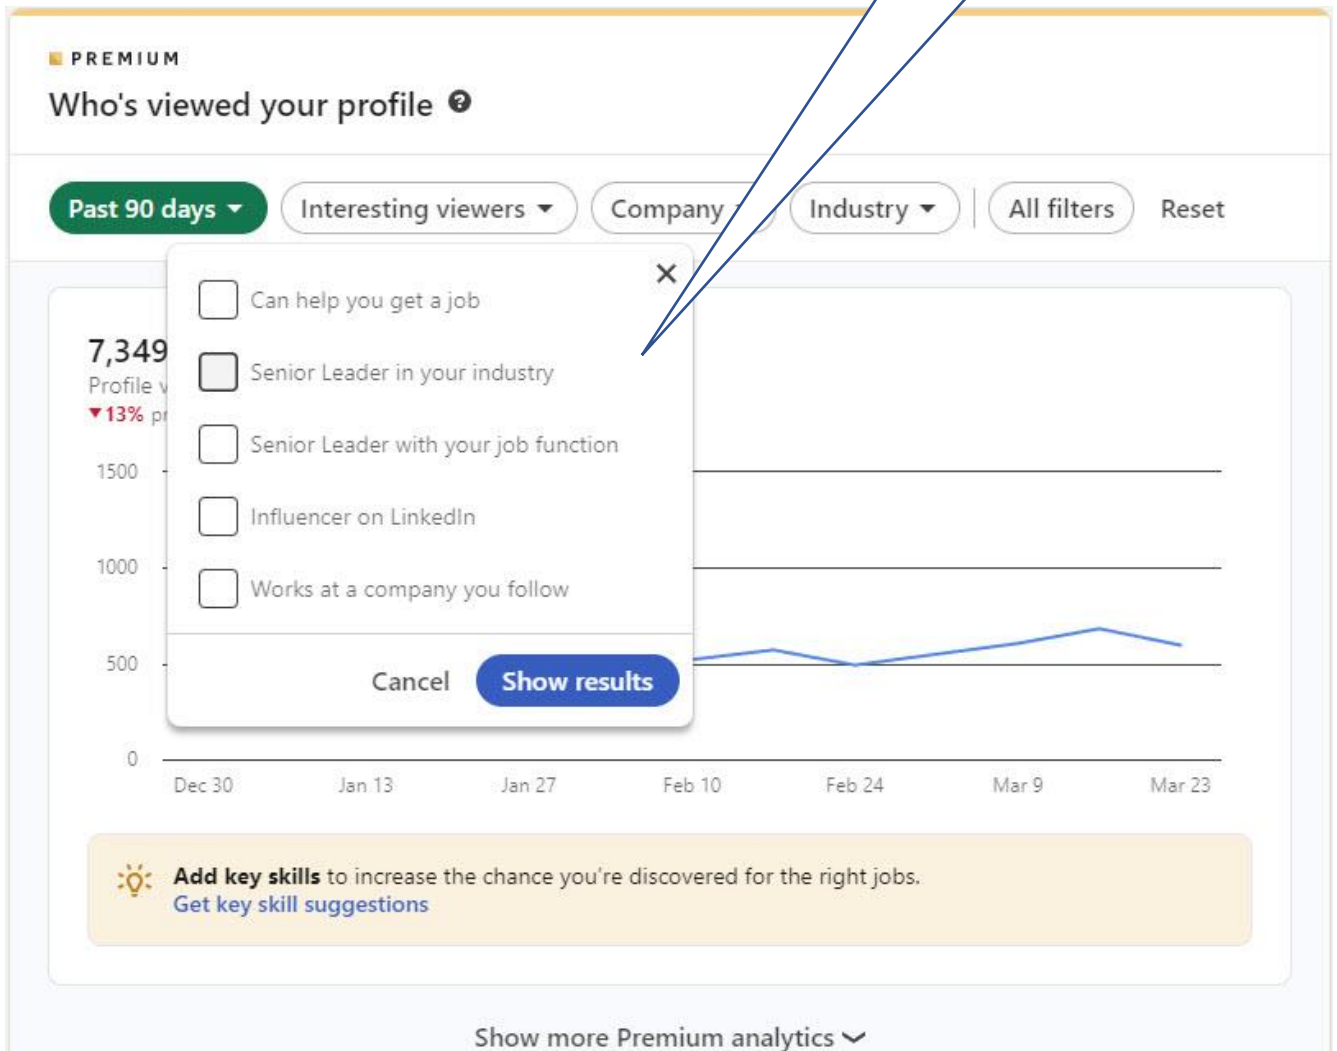 PREMIUM
Who's viewed your profile ?
Past 90 days Interesting viewers Company Industry All filters Reset
Can help you get a job
7,349
Senior Leader in your industry
Profile
13%
Senior Leader with your job function
1500
Influencer on LinkedIn
1000
Works at a company you follow
500
Cancel Show results
0
Dec 30 Jan 13 Jan 27 Feb 10 Feb 24 Mar 9 Mar 23
Add key skills to increase the chance you're discovered for the right jobs.
Get key skill suggestions
Show more Premium analytics